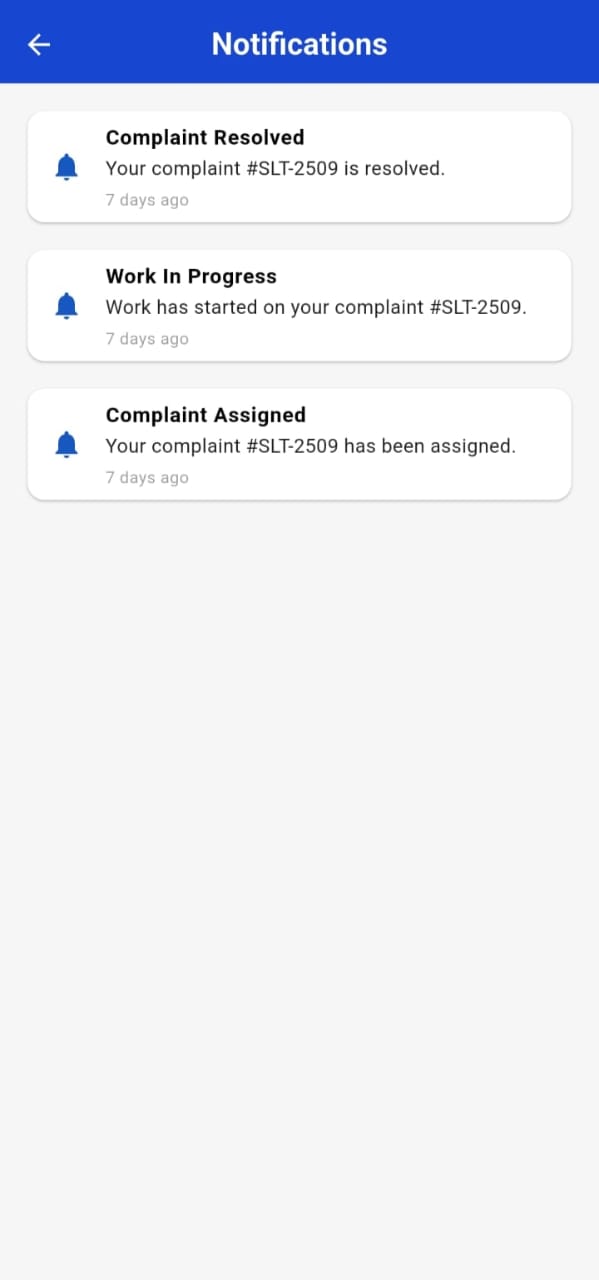 Notifications
Complaint Resolved
Your complaint #SLT-2509 is resolved.
7 days ago
Work In Progress
Work has started on your complaint #SLT-2509.
7 days ago
Complaint Assigned
Your complaint #SLT-2509 has been assigned.
7 days ago